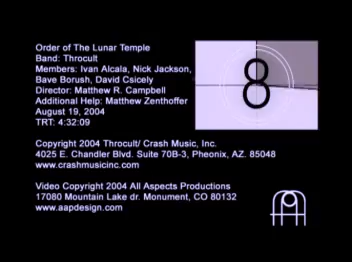 Order of The Lunar Temple
Band: Throcult
Members: Ivan Alcala, Nick Jackson,
Bave Borush, David Csicely
Director: Matthew R. Campbell
Additional Help: Matthew Zenthoffer
August 19, 2004
TRT: 4:32:09
8
Copyright 2004 Throcult/ Crash Music, Inc.
4025 E. Chandler Blvd. Suite 70B-3, Pheonix, AZ. 85048
www.crashmusicinc.com
Video Copyright 2004 All Aspects Productions
17080 Mountain Lake dr. Monument, CO 80132
www.aapdesign.com